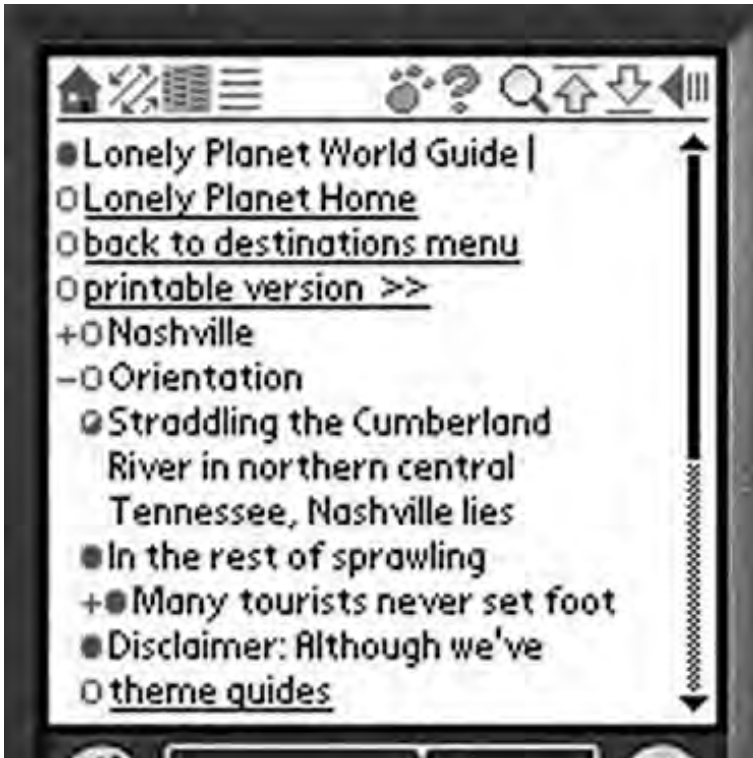 Lonely Planet World Guide |
Lonely Planet Home
back to destinations menu
printable version >>
+ Nashville
– Orientation
Straddling the Cumberland
River in northern central
Tennessee, Nashville lies
In the rest of sprawling
+ Many tourists never set foot
Disclaimer: Although we've
theme guides